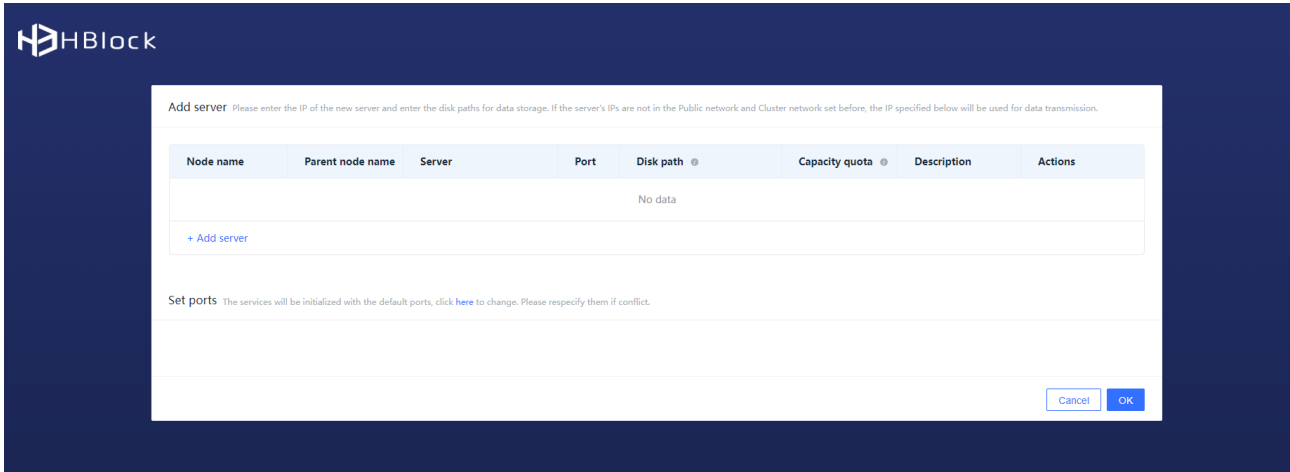 HBlock
Add server Please enter the IP of the new server and enter the disk paths for data storage. If the server's IPs are not in the Public network and Cluster network set before, the IP specified below will be used for data transmission.
Node name Parent node name Server Port Disk path Capacity quota Description Actions
No data
+ Add server
Set ports The services will be initialized with the default ports, click here to change. Please respecify them if conflict.
Cancel OK